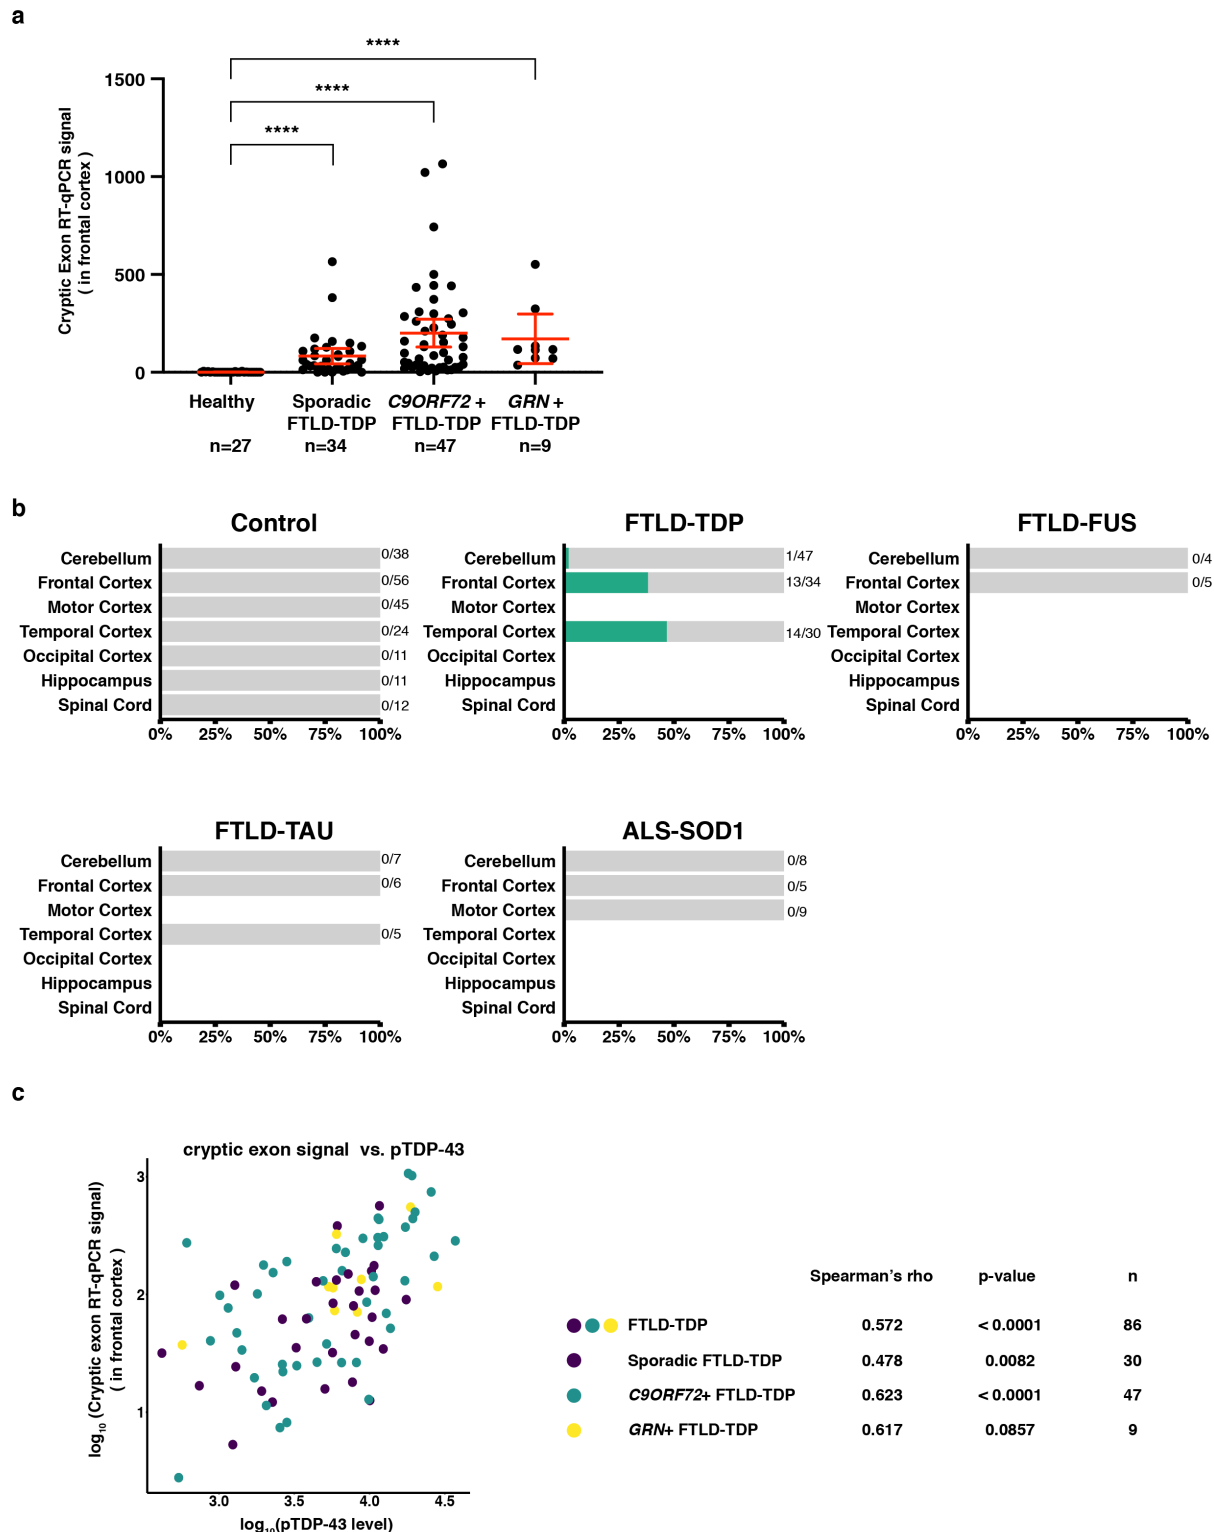 a
****
****
****
1500
1000
500
0
Cryptic Exon RT-qPCR signal
( in frontal cortex )
Healthy
n=27
Sporadic
FTLD-TDP
n=34
C9ORF72 +
FTLD-TDP
n=47
GRN +
FTLD-TDP
n=9
b
Control
Cerebellum 0/38
Frontal Cortex 0/56
Motor Cortex 0/45
Temporal Cortex 0/24
Occipital Cortex 0/11
Hippocampus 0/11
Spinal Cord 0/12
0% 25% 50% 75% 100%
FTLD-TDP
Cerebellum 1/47
Frontal Cortex 13/34
Motor Cortex
Temporal Cortex 14/30
Occipital Cortex
Hippocampus
Spinal Cord
0% 25% 50% 75% 100%
FTLD-FUS
Cerebellum 0/4
Frontal Cortex 0/5
Motor Cortex
Temporal Cortex
Occipital Cortex
Hippocampus
Spinal Cord
0% 25% 50% 75% 100%
FTLD-TAU
Cerebellum 0/7
Frontal Cortex 0/6
Motor Cortex
Temporal Cortex 0/5
Occipital Cortex
Hippocampus
Spinal Cord
0% 25% 50% 75% 100%
ALS-SOD1
Cerebellum 0/8
Frontal Cortex 0/5
Motor Cortex 0/9
Temporal Cortex
Occipital Cortex
Hippocampus
Spinal Cord
0% 25% 50% 75% 100%
c
cryptic exon signal vs. pTDP-43
3
2
1
log10 (Cryptic exon RT-qPCR signal)
( in frontal cortex )
3.0 3.5 4.0 4.5
log10(pTDP-43 level)
Spearman's rho p-value n
FTLD-TDP 0.572 < 0.0001 86
Sporadic FTLD-TDP 0.478 0.0082 30
C9ORF72+ FTLD-TDP 0.623 < 0.0001 47
GRN+ FTLD-TDP 0.617 0.0857 9